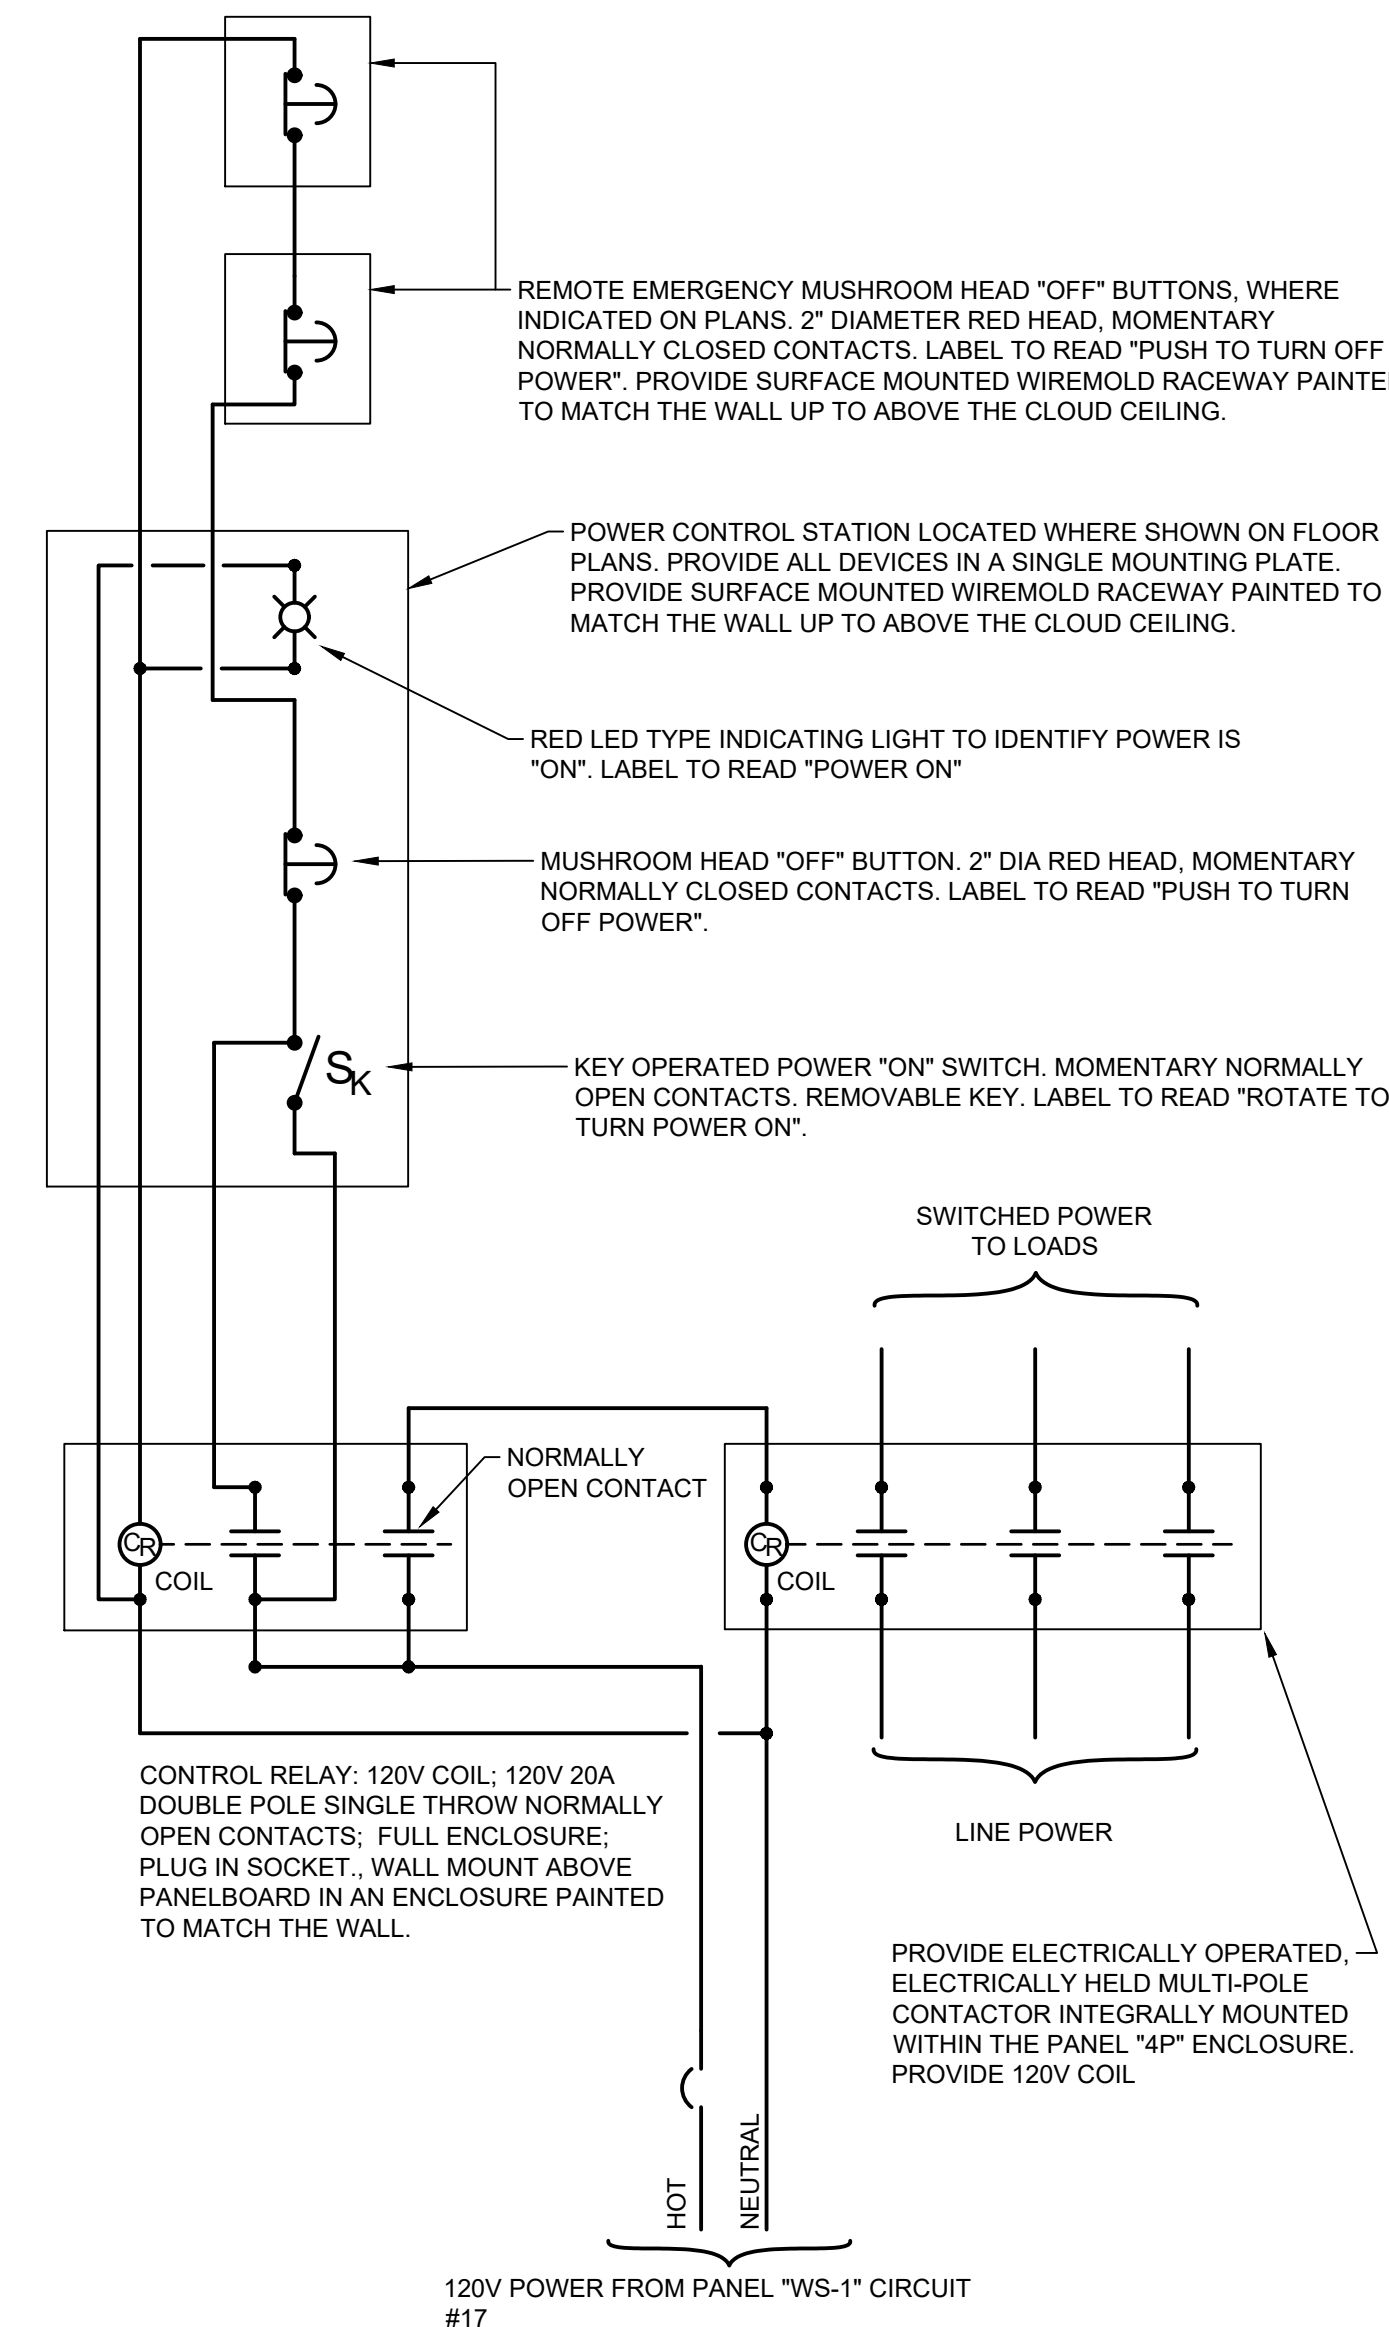 REMOTE EMERGENCY MUSHROOM HEAD "OFF" BUTTONS, WHERE
INDICATED ON PLANS. 2" DIAMETER RED HEAD, MOMENTARY
NORMALLY CLOSED CONTACTS. LABEL TO READ "PUSH TO TURN OFF
POWER". PROVIDE SURFACE MOUNTED WIREMOLD RACEWAY
TO MATCH THE WALL UP TO ABOVE THE CLOUD CEILING.
POWER CONTROL STATION LOCATED WHERE SHOWN ON FLOOR
PLANS. PROVIDE ALL DEVICES IN A SINGLE MOUNTING PLATE.
PROVIDE SURFACE MOUNTED WIREMOLD RACEWAY PAINTED TO
MATCH THE WALL UP TO ABOVE THE CLOUD CEILING.
RED LED TYPE INDICATING LIGHT TO IDENTIFY POWER IS
"ON". LABEL TO READ "POWER ON"
MUSHROOM HEAD "OFF" BUTTON. 2" DIA RED HEAD, MOMENTARY
NORMALLY CLOSED CONTACTS. LABEL TO READ "PUSH TO TURN
OFF POWER".
SK
KEY OPERATED POWER "ON" SWITCH. MOMENTARY NORMALLY
OPEN CONTACTS. REMOVABLE KEY. LABEL TO READ "ROTATE TO
TURN POWER ON".
SWITCHED POWER
TO LOADS
NORMALLY
OPEN CONTACT
CR
COIL
CR
COIL
CONTROL RELAY: 120V COIL; 120V 20A
DOUBLE POLE SINGLE THROW NORMALLY
OPEN CONTACTS; FULL ENCLOSURE;
PLUG IN SOCKET., WALL MOUNT ABOVE
PANELBOARD IN AN ENCLOSURE PAINTED
TO MATCH THE WALL.
LINE POWER
PROVIDE ELECTRICALLY OPERATED,
ELECTRICALLY HELD MULTI-POLE
CONTACTOR INTEGRALLY MOUNTED
WITHIN THE PANEL "4P" ENCLOSURE.
PROVIDE 120V COIL
HOT
NEUTRAL
120V POWER FROM PANEL "WS-1" CIRCUIT
#17